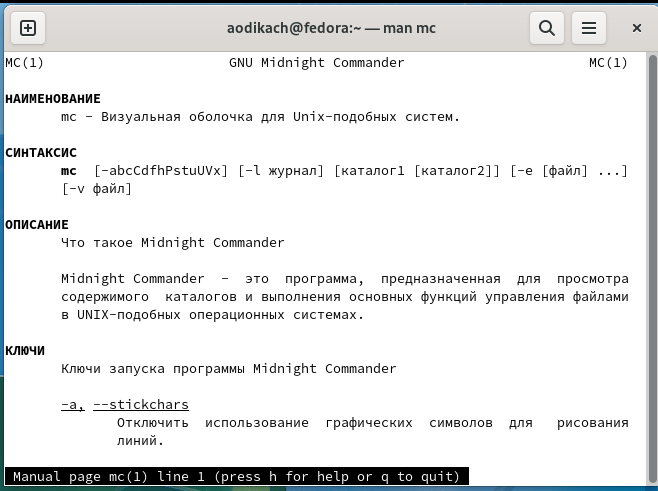 aodikach@fedora:~ — man mc
MC(1) GNU Midnight Commander MC(1)
нАИМЕНОВАНИЕ
mc - Визуальная оболочка для Unix-подобных систем.
СИНТАКСИС
mc [-abcCdfhPstuUVx] [-l журнал] [каталог1 [каталог2]] [-e [файл] ...]
[-v файл]
ОПИСАНИЕ
Что такое Midnight Commander
Midnight Commander - это программа, предназначенная для просмотра
содержимого каталогов и выполнения основных функций управления файлами
в UNIX-подобных операционных системах.
КЛЮЧИ
Ключи запуска программы Midnight Commander
-a, --stickchars
Отключить использование графических символов для рисования
линий.
Manual page mc(1) line 1 (press h for help or q to quit)